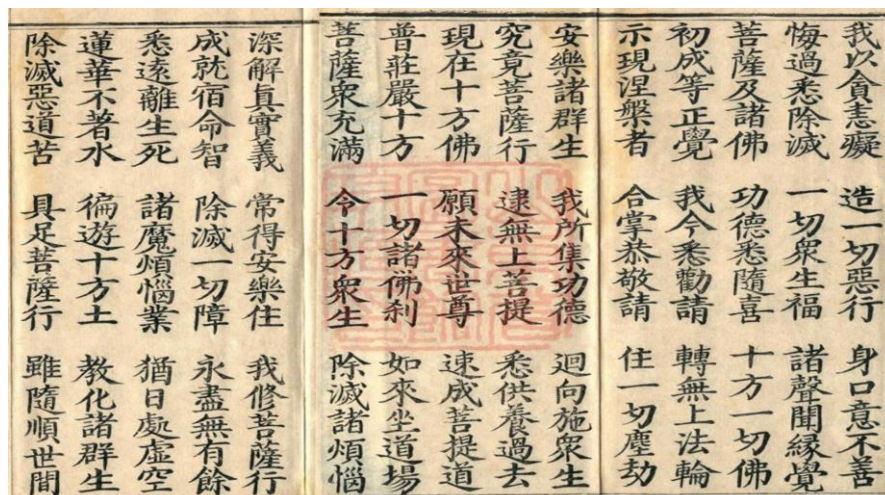 我以貪恚癡 造一切惡行 身口意不善
悔過悉除滅 一切衆生福 諸聲聞緣覺
菩薩及諸佛 功德悉隨喜 十方一切佛
初成等正覺 我今悉勸請 轉無上法輪
示現涅槃者 合掌恭敬請 住一切塵劫
安樂諸群生 我所集功德 迴向施衆生
究竟菩薩行 逮無上菩提 悉供養過去
現在十方佛 願未來世尊 速成菩提道
普莊嚴十方 一切諸佛刹 如來坐道場
菩薩衆充滿 令十方衆生 除滅諸煩惱
深解真實義 常得安樂住 我修菩薩行
成就宿命智 除滅一切障 永盡無有餘
悉遠離生死 諸魔煩惱業 猶日處虛空
蓮華不著水 徧遊十方土 教化諸群生
除滅惡道苦 具足菩薩行 雖隨順世間